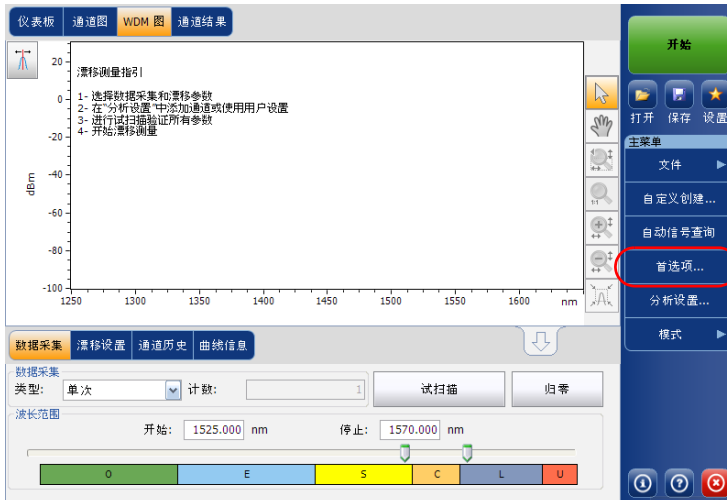 仪表板 通道图 WDM 图 通道结果
漂移测量指引
1- 选择数据采集和漂移参数
2- 在"分析设置"中添加通道或使用用户设置
3- 进行试扫描验证所有参数
4- 开始漂移测量
20
0
-20
-40
-60
-80
-100
dBm
1250 1300 1350 1400 1450 1500 1550 1600 nm
1:1
开始
打开 保存 设置
主菜单
文件
自定义创建...
自动信号查询
首选项...
分析设置...
模式
数据采集 漂移设置 通道历史 曲线信息
数据采集
类型: 单次 计数: 1 试扫描 归零
波长范围
开始: 1525.000 nm 停止: 1570.000 nm
O E S C L U